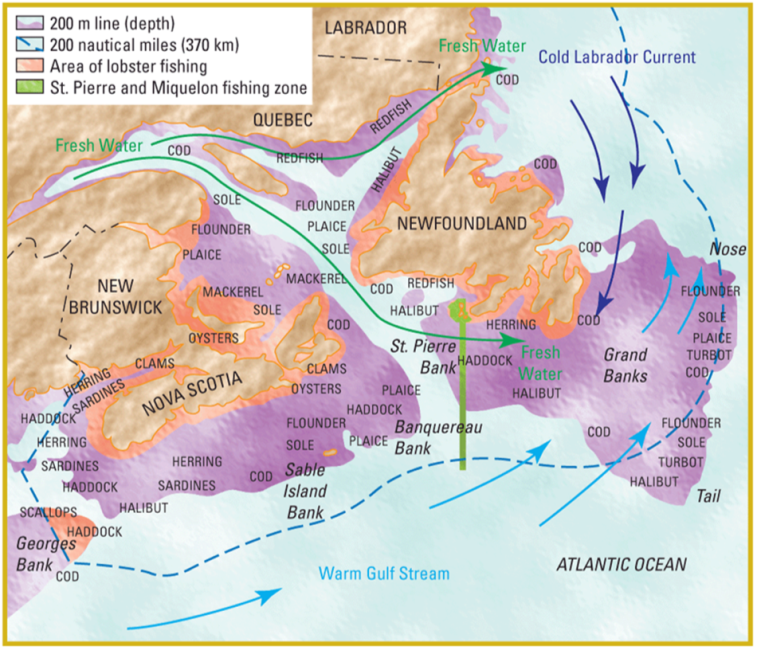 200 m line (depth)
200 nautical miles (370 km)
Area of lobster fishing
St. Pierre and Miquelon fishing zone
LABRADOR
Fresh Water
Cold Labrador Current
COD
REDFISH
QUEBEC
Fresh Water
COD
REDFISH
HALIBUT
COD
SOLE
FLOUNDER
FLOUNDER
PLAICE
NEWFOUNDLAND
SOLE
PLAICE
COD
Nose
MACKEREL
COD
REDFISH
NEW
BRUNSWICK
MACKEREL
FLOUNDER
SOLE
HALIBUT
COD
HERRING
COD
SOLE
OYSTERS
St. Pierre
Bank
HADDOCK
Fresh
Water
Grand
Banks
PLAICE
TURBOT
COD
CLAMS
CLAMS
HERRING
SARDINES
NOVA SCOTIA
OYSTERS
PLAICE
HALIBUT
HADDOCK
HADDOCK
FLOUNDER
Banquereau
Bank
COD
FLOUNDER
HERRING
SOLE
PLAICE
SOLE
SARDINES
HERRING
COD
Sable
Island
Bank
TURBOT
HADDOCK
SARDINES
HALIBUT
Tail
SCALLOPS
HALIBUT
HADDOCK
Georges
Bank
COD
Warm Gulf Stream
ATLANTIC OCEAN